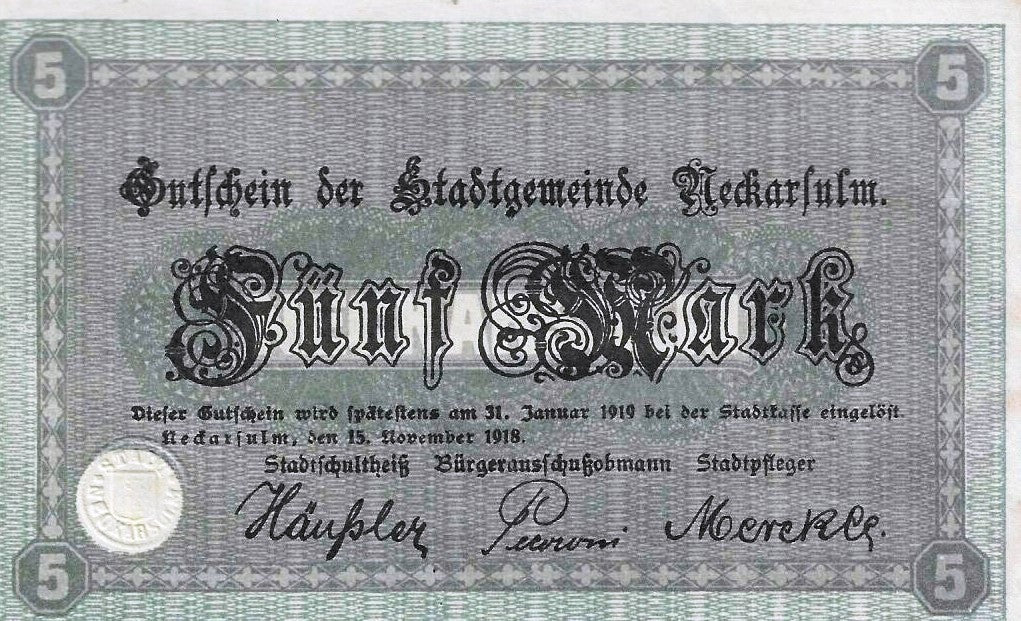 5 5
Gutschein der Stadtgemeinde Neckarsulm.
Fünf Mark
Dieser Gutschein wird spätestens am 31. Januar 1919 bei der Stadtkasse eingelöst
Neckarsulm, den 15. November 1918.
Stadtschultheiß Bürgerausschußobmann Stadtpfleger
Häußler Merckle.
5 5